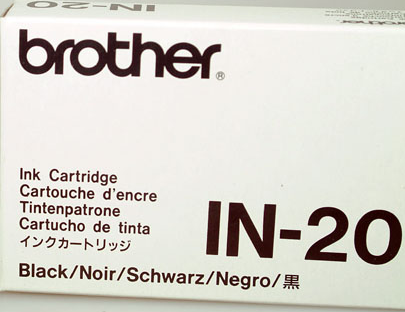 IN-20
brother®
Ink Cartridge
Cartouche d'encre
Tintenpatrone
Cartucho de tinta
インクカートリッジ
IN-20
Black/Noir/Schwarz/Negro/黒